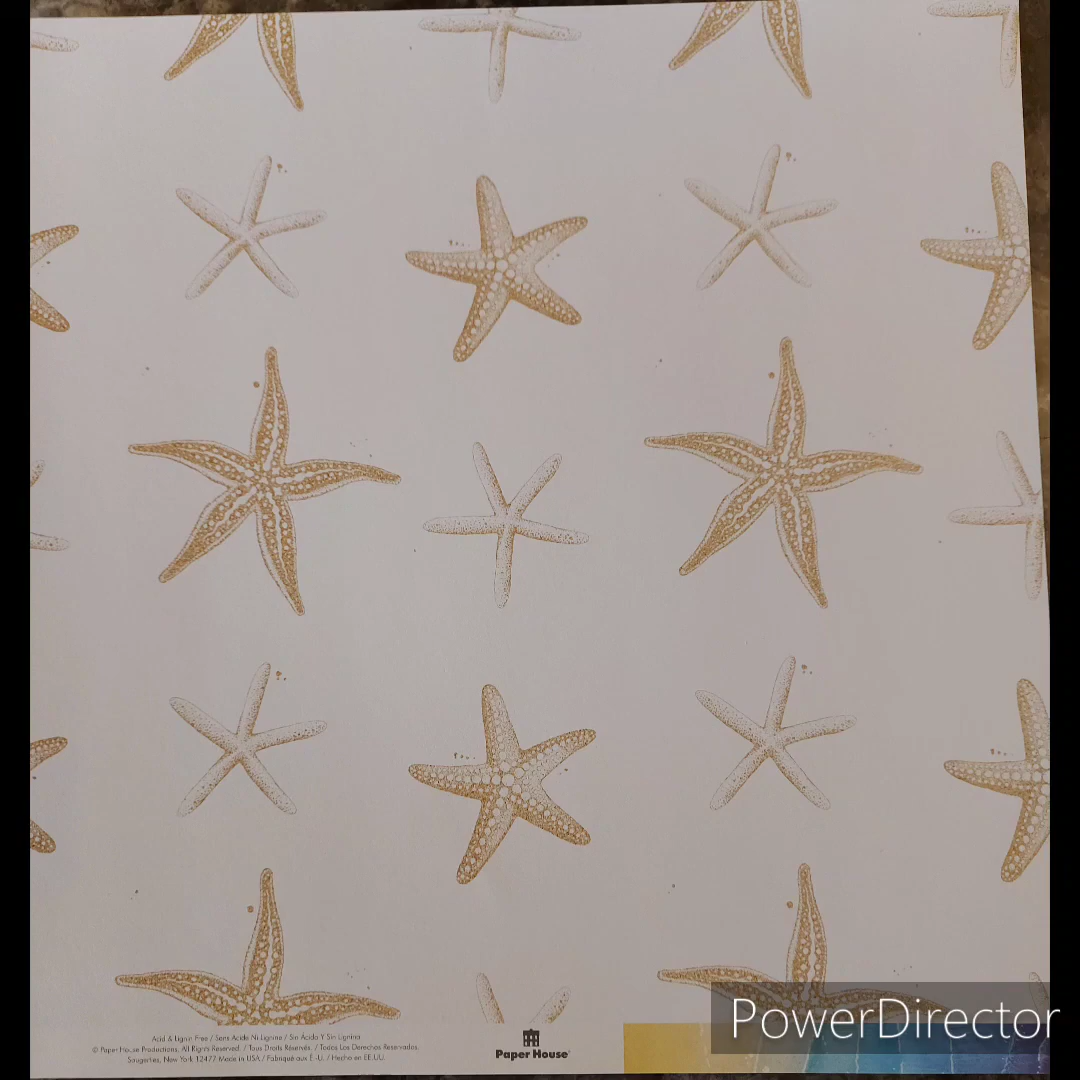 Acid & Lignin Free / Sans Acide Ni Lignine / Sin Ácido Y Sin Lignina
© Paper House Productions. All Rights Reserved. / Tous Droits Réservés. / Todos Los Derechos Reservados.
Saugerties, New York 12477 Made in USA / Fabriqué aux É.-U. / Hecho en EE.UU.
Paper House
PowerDirector